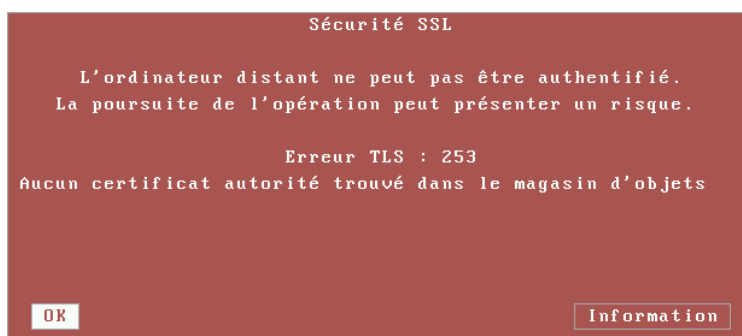 Sécurité SSL
L'ordinateur distant ne peut pas être authentifié.
La poursuite de l'opération peut présenter un risque.
Erreur TLS : 253
Aucun certificat autorité trouvé dans le magasin d'objets
OK
Information